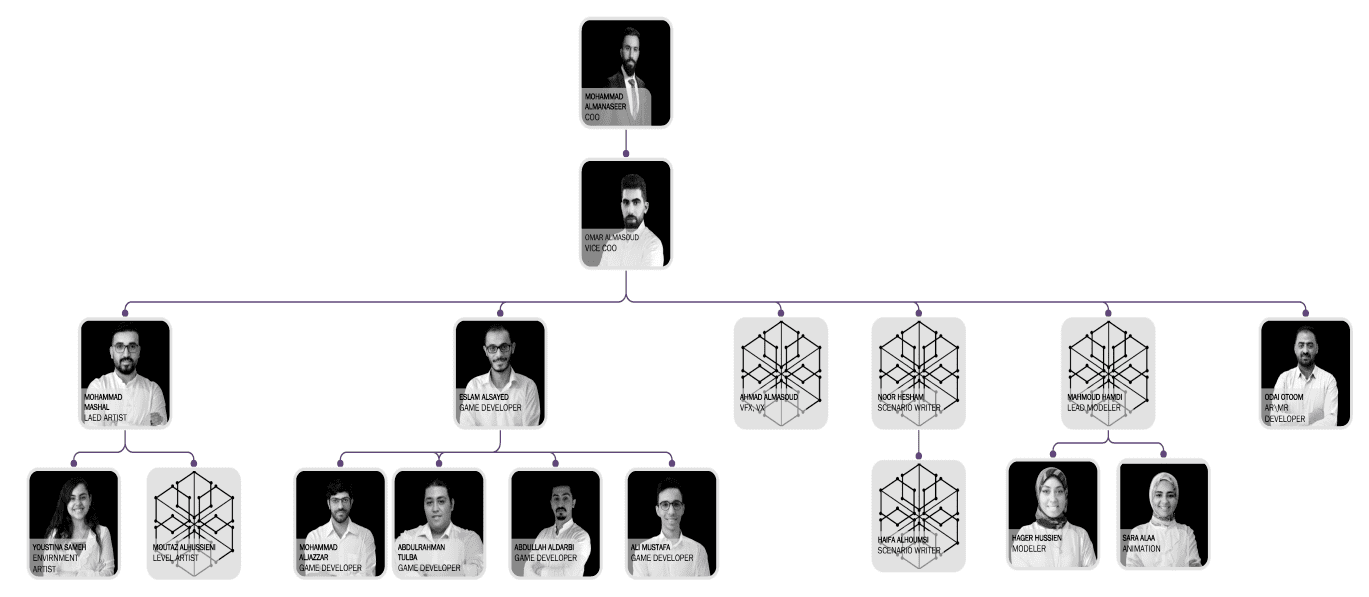 MOHAMMAD
ALMANASEER
COO
OMAR ALMASOUD
VICE COO
MOHAMMAD
MASHAL
LAED ARTIST
ESLAM ALSAYED
GAME DEVELOPER
AHMAD ALMASOUD
VFX, VX
NOOR HESHAM
SCENARIO WRITER
MAHMOUD HAMDI
LEAD MODELER
ODAI OTOOM
AR\MR
DEVELOPER
YOUSTINA SAMEH
ENVIRNMENT
ARTIST
MOUTAZ ALHUSSIENI
LEVEL ARTIST
MOHAMMAD
ALJAZZAR
GAME DEVELOPER
ABDULRAHMAN
TULBA
GAME DEVELOPER
ABDULLAH ALDARBI
GAME DEVELOPER
ALI MUSTAFA
GAME DEVELOPER
HAIFA ALHOUMSI
SCENARIO WRITER
HAGER HUSSIEN
MODELER
SARA ALAA
ANIMATION